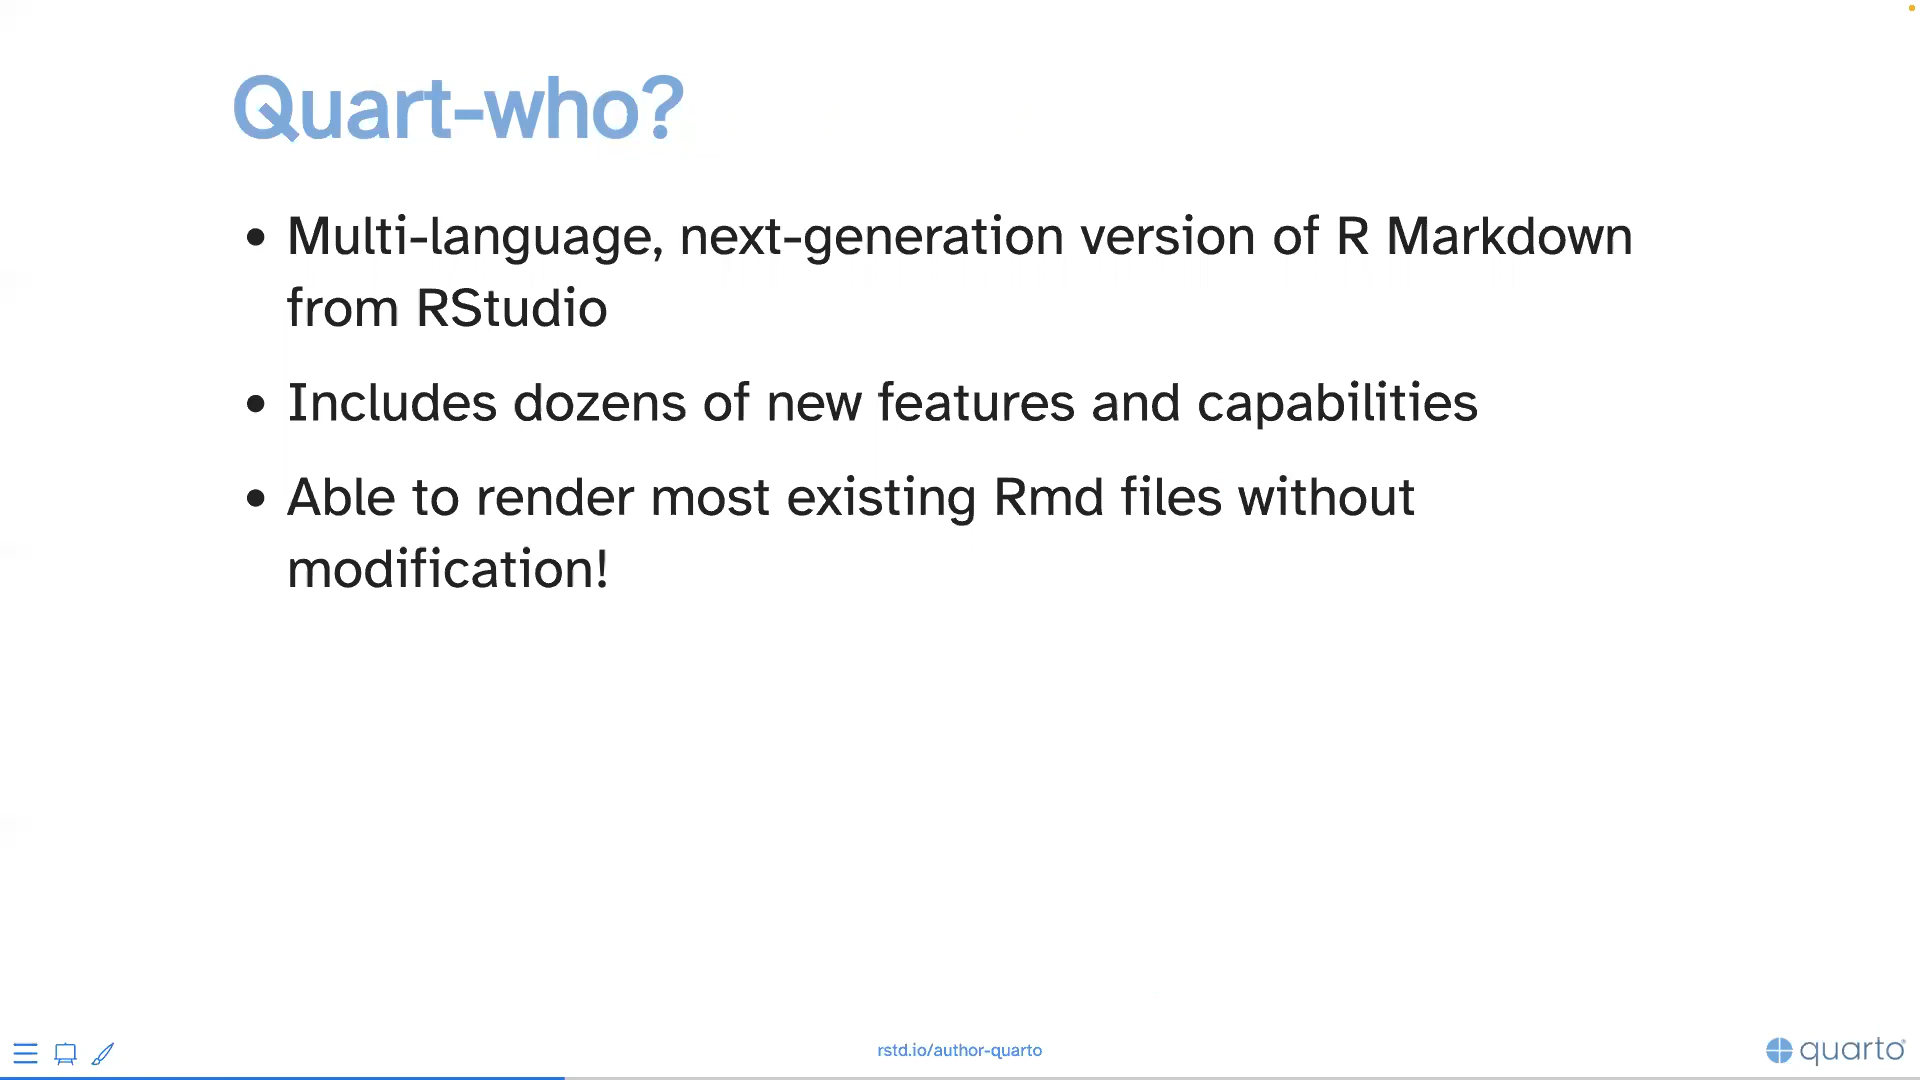 Quart-who?
• Multi-language, next-generation version of R Markdown
from RStudio
• Includes dozens of new features and capabilities
• Able to render most existing Rmd files without
modification!
rstd.io/author-quarto
quarto